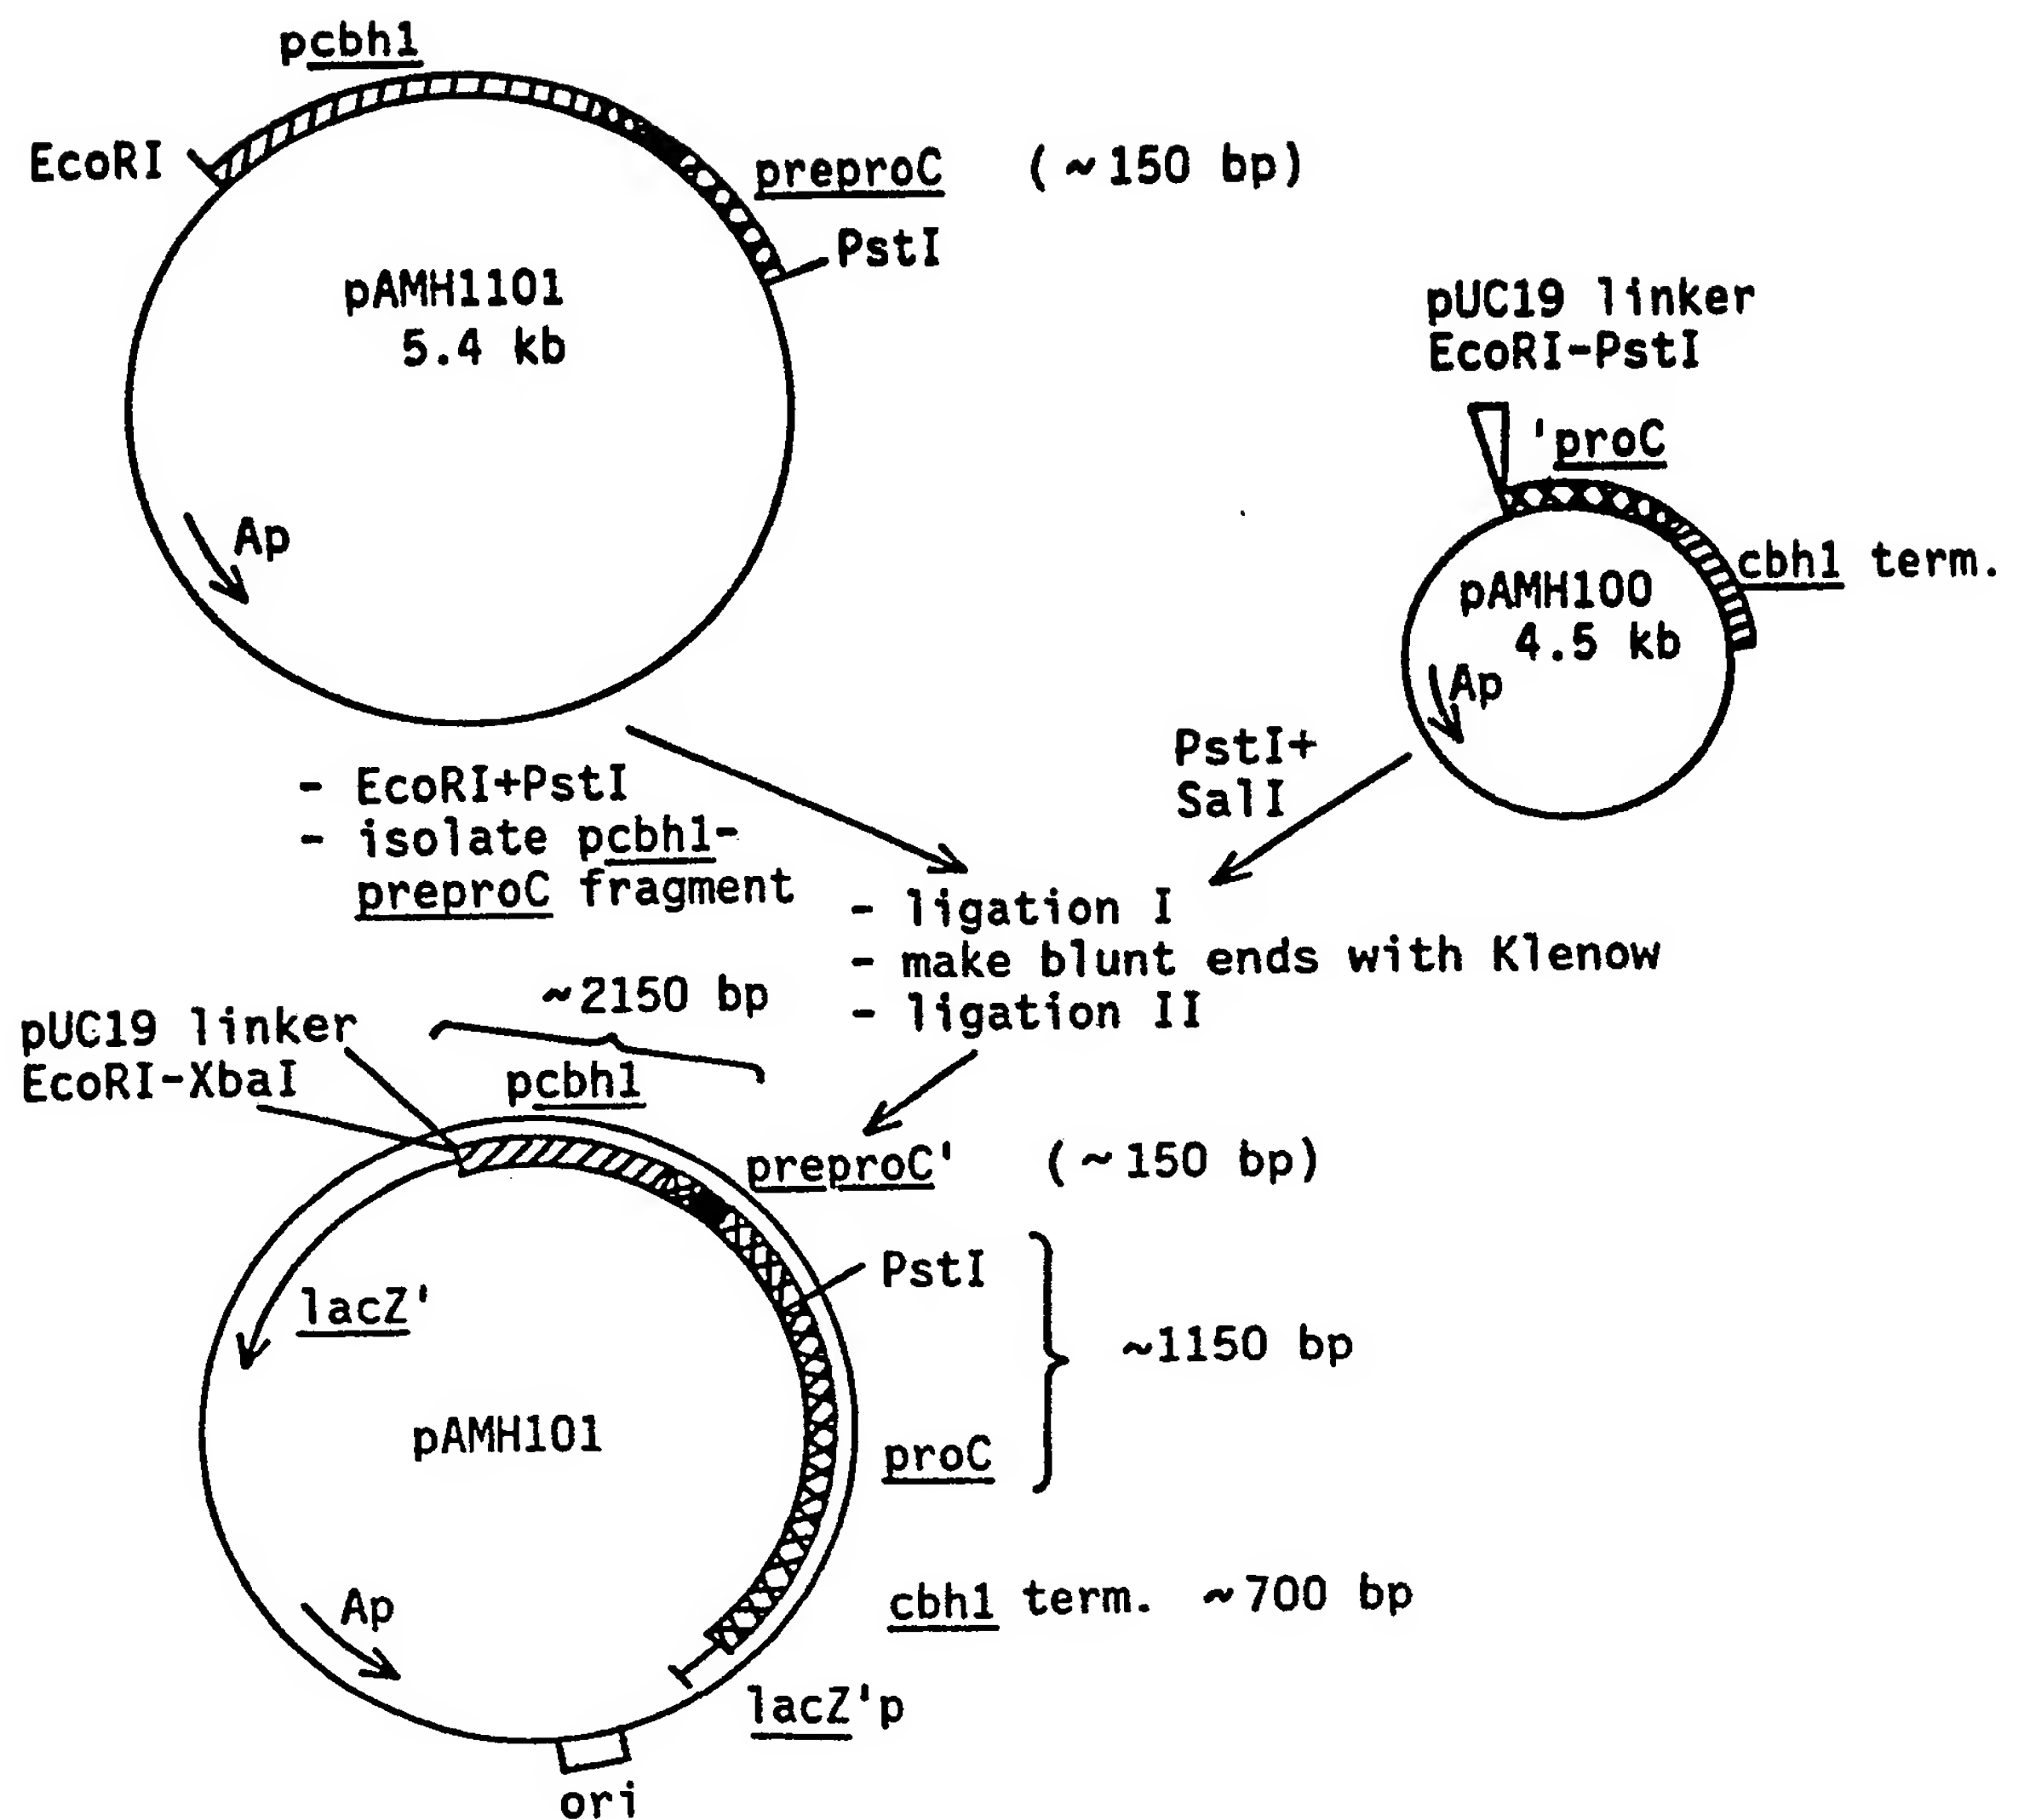 pcbh1
EcoRI
preproC (~150 bp)
PstI
pAMH1101
5.4 kb
Ap
pUC19 linker
EcoRI-PstI
'proC
cbh1 term.
pAMH100
4.5 kb
Ap
- EcoRI+PstI
- isolate pcbh1-
preproC fragment
PstI+
SalI
- ligation I
- make blunt ends with Klenow
- ligation II
~2150 bp
pUC19 linker
EcoRI-XbaI
pcbh1
preproC' (~150 bp)
PstI
lacZ'
~1150 bp
pAMH101
proC
Ap
cbh1 term. ~700 bp
lacZ'p
ori